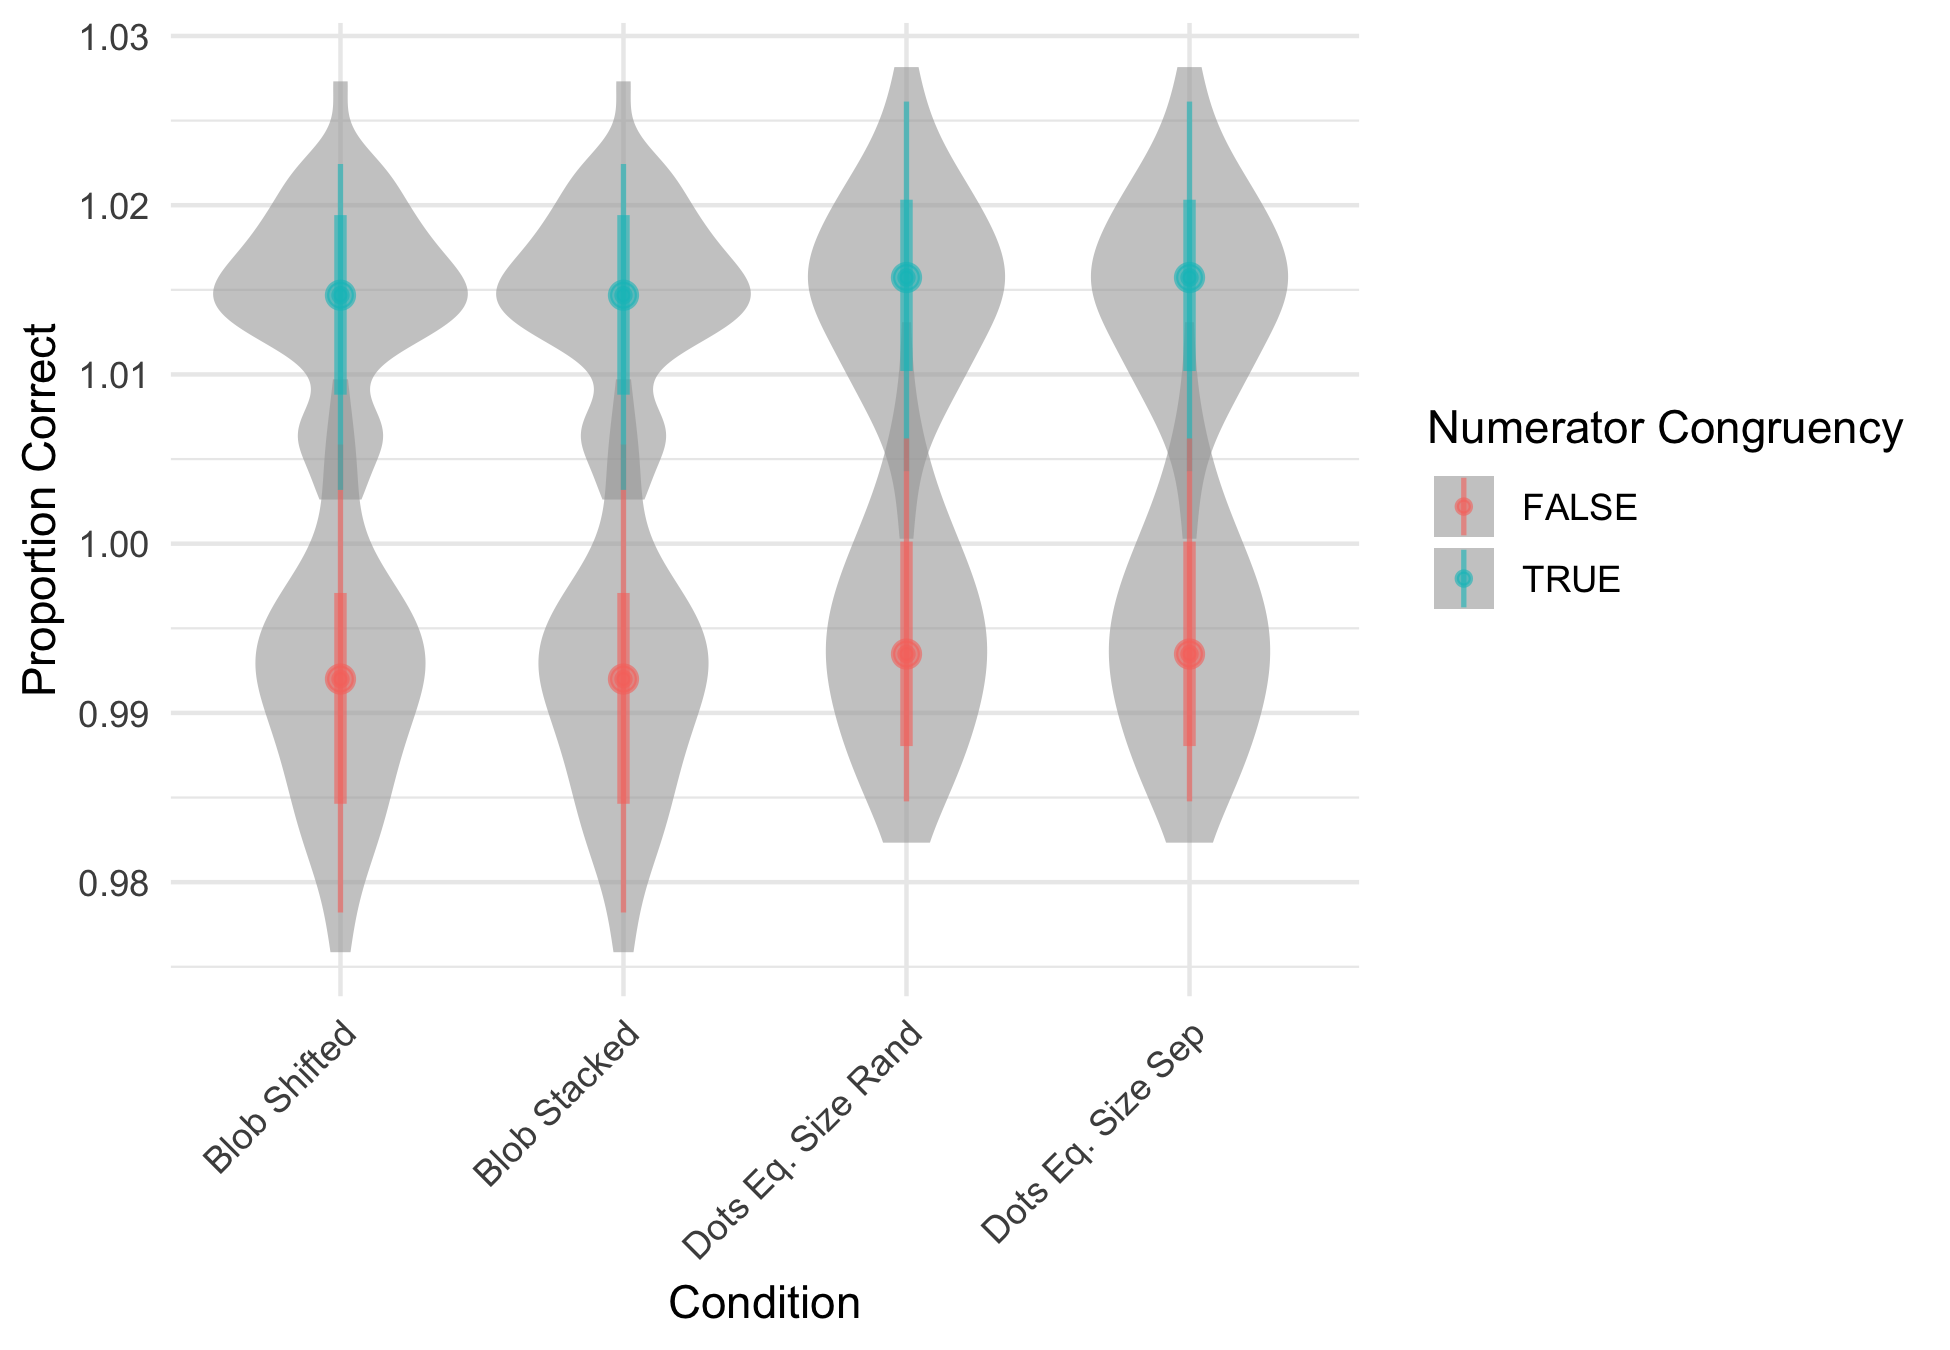 1.03
1.02
1.01
1.00
0.99
0.98
Proportion Correct
Blob Shifted
Blob Stacked
Dots Eq. Size Rand
Dots Eq. Size Sep
Condition
Numerator Congruency
FALSE
TRUE